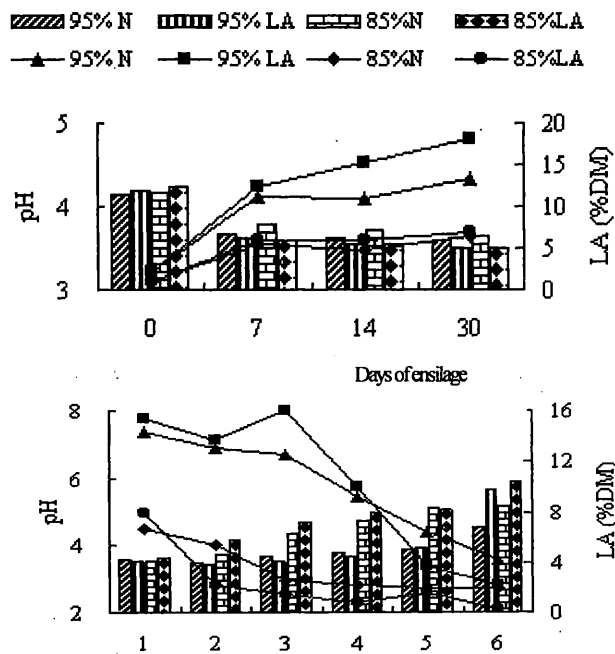 95% N 95% LA 85%N 85%LA
95% N 95% LA 85%N 85%LA
5 20
15
4 10
5
3 0
pH
LA (%DM)
0 7 14 30
Days of ensilage
8 16
6 12
8
4 4
2 0
pH
LA (%DM)
1 2 3 4 5 6